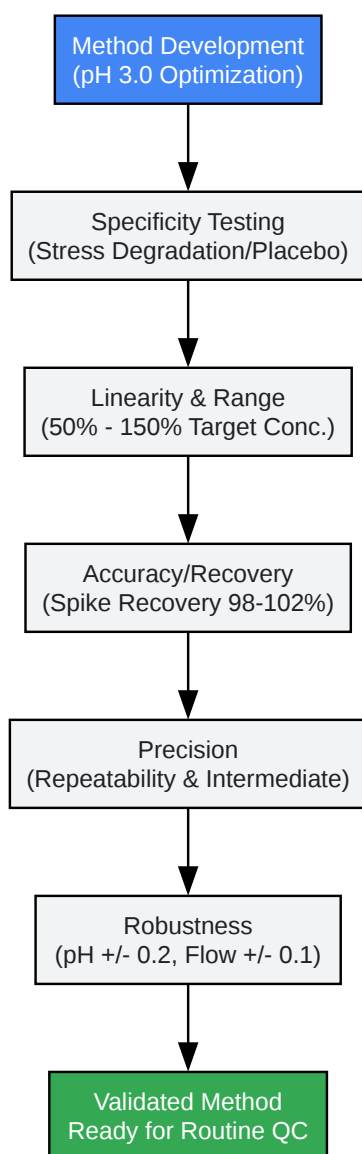 Method Development
(pH 3.0 Optimization)
Specificity Testing
(Stress Degradation/Placebo)
Linearity & Range
(50% - 150% Target Conc.)
Accuracy/Recovery
(Spike Recovery 98-102%)
Precision
(Repeatability & Intermediate)
Robustness
(pH +/- 0.2, Flow +/- 0.1)
Validated Method
Ready for Routine QC